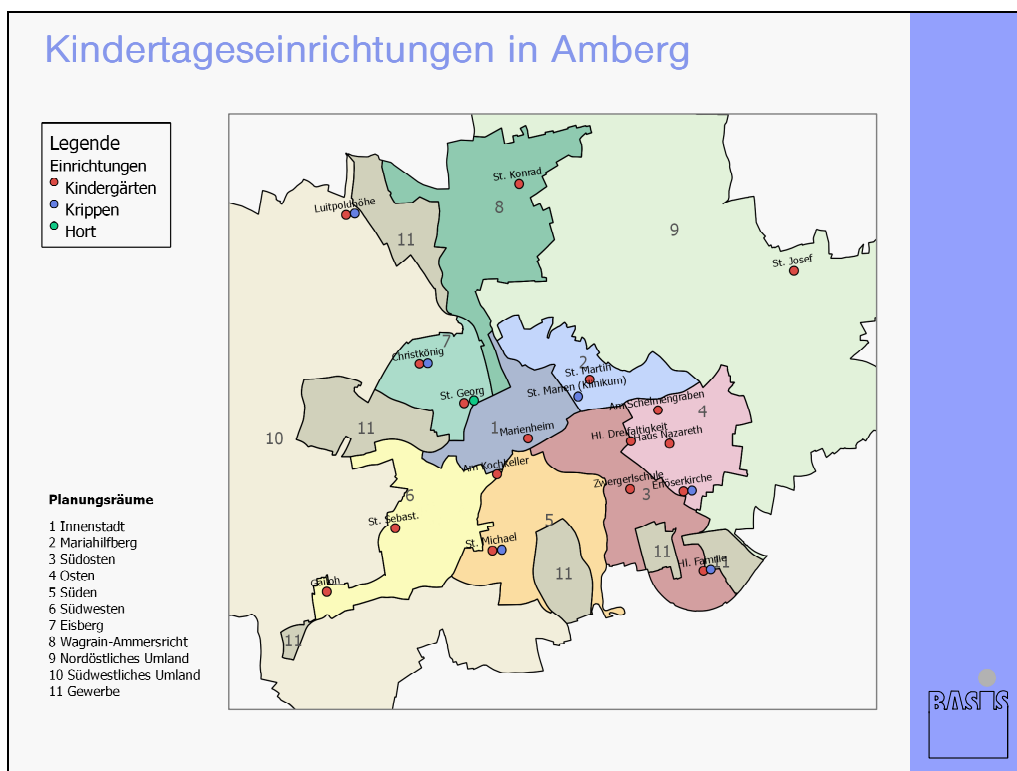 Kindertageseinrichtungen in Amberg
Legende
Einrichtungen
Kindergärten
Krippen
Hort
St. Konrad
Luitpoldhöhe
8
11
9
St. Josef
7
Christkönig
2
St. Martin
St. Marien (Klinikum)
St. Georg
Am Schelmengraben
4
11
1
Marienheim
Hl. Dreifaltigkeit
Haus Nazareth
10
Am Kochkeller
Zwergerlschule
Erlöserkirche
6
3
St. Sebast.
5
St. Michael
11
11
Hl. Familie
11
11
Planungsräume
1 Innenstadt
2 Mariahilfberg
3 Südosten
4 Osten
5 Süden
6 Südwesten
7 Eisberg
8 Wagrain-Ammersricht
9 Nordöstliches Umland
10 Südwestliches Umland
11 Gewerbe
BASIS